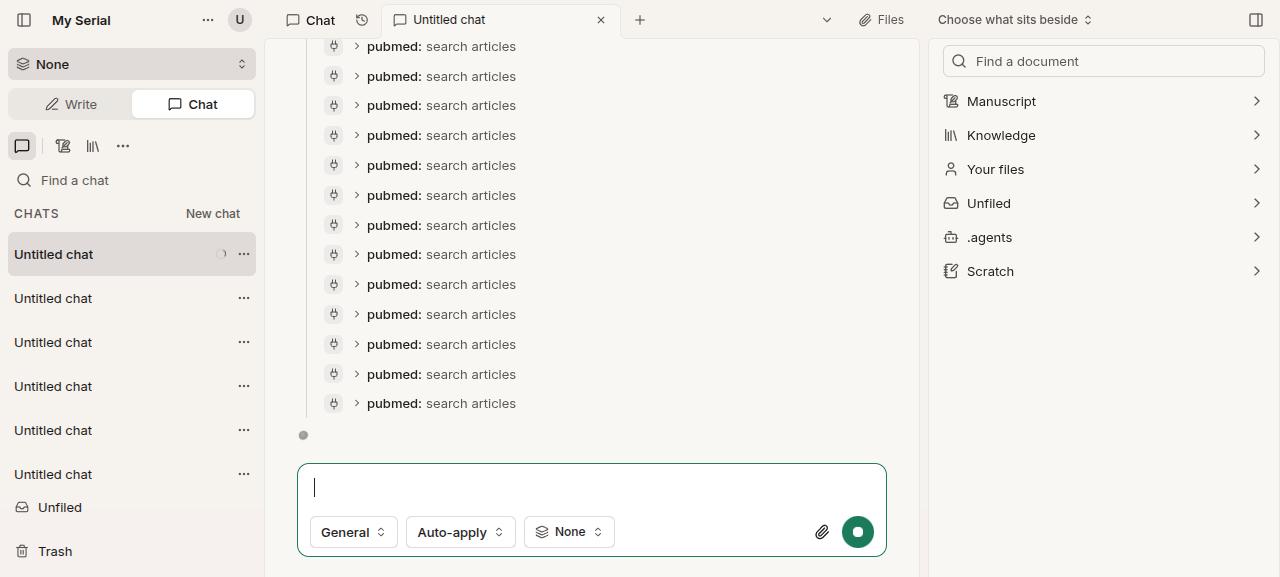 My Serial
U
None
Write
Chat
Find a chat
CHATS
New chat
Untitled chat
Untitled chat
Untitled chat
Untitled chat
Untitled chat
Untitled chat
Unfiled
Trash
Chat
Untitled chat
Files
pubmed: search articles
pubmed: search articles
pubmed: search articles
pubmed: search articles
pubmed: search articles
pubmed: search articles
pubmed: search articles
pubmed: search articles
pubmed: search articles
pubmed: search articles
pubmed: search articles
pubmed: search articles
pubmed: search articles
General
Auto-apply
None
Choose what sits beside
Find a document
Manuscript
Knowledge
Your files
Unfiled
.agents
Scratch